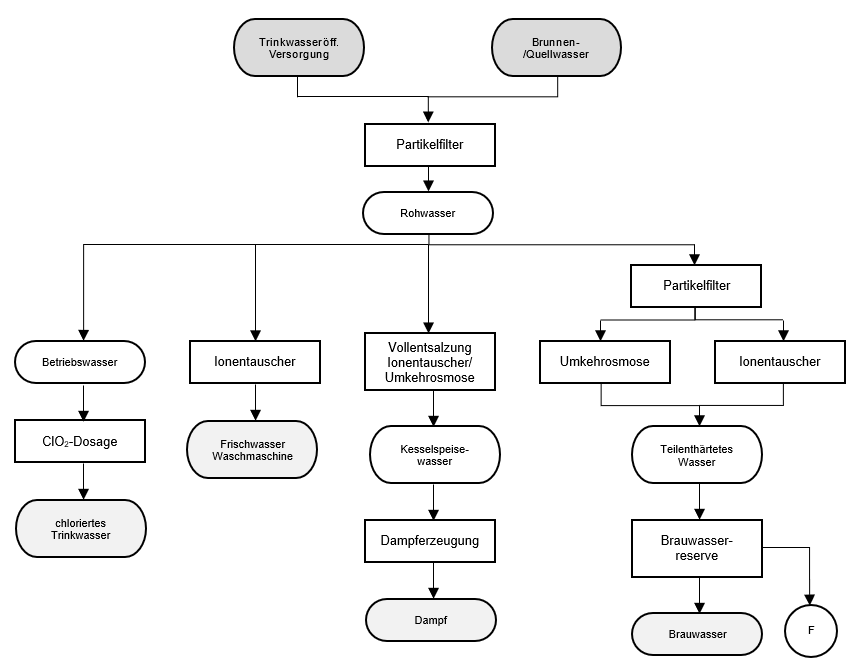 Trinkwasseröff.
Versorgung
Brunnen-
/Quellwasser
Partikelfilter
Rohwasser
Partikelfilter
Betriebswasser
Ionentauscher
Vollentsalzung
Ionentauscher/
Umkehrosmose
Umkehrosmose
Ionentauscher
ClO₂-Dosage
Frischwasser
Waschmaschine
Kesselspeise-
wasser
Teilenthärtetes
Wasser
chloriertes
Trinkwasser
Dampferzeugung
Brauwasser-
reserve
Dampf
Brauwasser
F